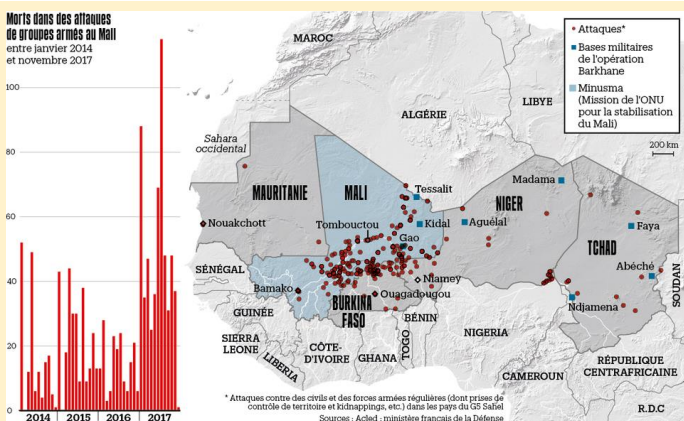 Morts dans des attaques
de groupes armés au Mali
entre janvier 2014
et novembre 2017
100
80
60
40
20
0
2014
2015
2016
2017
MAROC
ALGÉRIE
LIBYE
Sahara
occidental
MAURITANIE
MALI
NIGER
TCHAD
Nouakchott
Tombouctou
Tessalit
Kidal
Gao
Aguélal
Madama
Faya
Abéché
Ndjamena
Niamey
Bamako
Ouagadougou
BURKINA
FASO
SÉNÉGAL
GUINÉE
SIERRA
LEONE
LIBERIA
CÔTE-
D'IVOIRE
GHANA
TOGO
BÉNIN
NIGERIA
CAMEROUN
RÉPUBLIQUE
CENTRAFRICAINE
SOUDAN
R.D.C
Attaques*
Bases militaires
de l'opération
Barkhane
Minusma
(Mission de l'ONU
pour la stabilisation
du Mali)
200 km
* Attaques contre des civils et des forces armées régulières (dont prises de
contrôle de territoire et kidnappings, etc.) dans les pays du G5 Sahel
Sources : Acled ; ministère français de la Défense